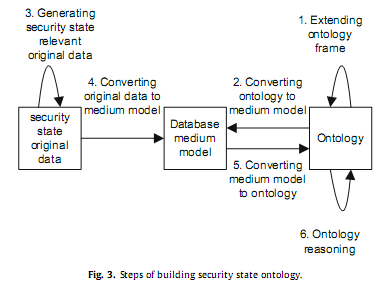 3. Generating
security state
relevant
original data
1. Extending
ontology
frame
4. Converting
original data to
medium model
2. Converting
ontology to
medium model
security
state
original
data
Database
medium
model
Ontology
5. Converting
medium model
to ontology
6. Ontology
reasoning
Fig. 3. Steps of building security state ontology.